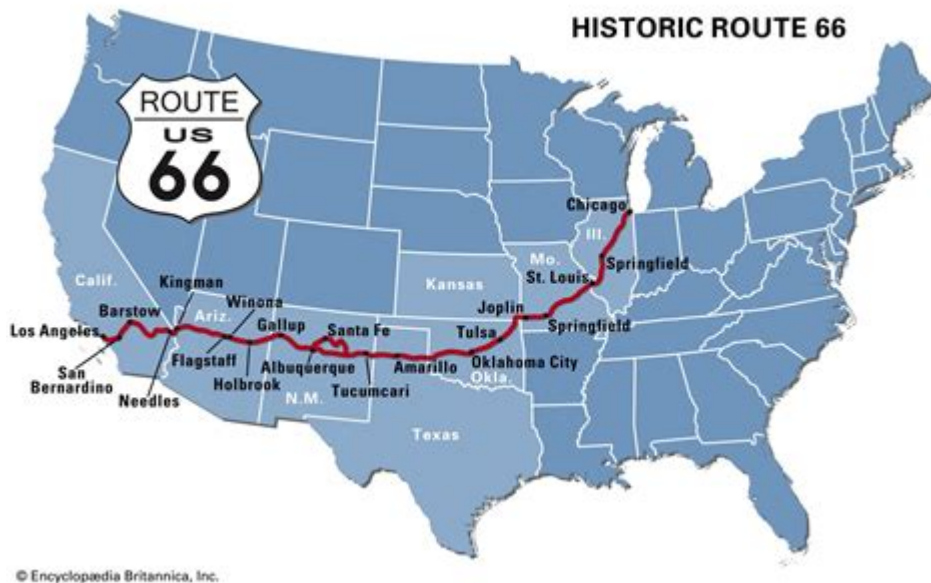 HISTORIC ROUTE 66
ROUTE
US
66
Chicago
Ill.
Springfield
Mo.
St. Louis
Kansas
Calif.
Kingman
Joplin
Barstow
Winona
Springfield
Ariz.
Gallup
Santa Fe
Tulsa
Los Angeles
Flagstaff
Albuquerque
Amarillo
Oklahoma City
San
Bernardino
Holbrook
Tucumcari
Okla.
Needles
N.M.
Texas
© Encyclopædia Britannica, Inc.